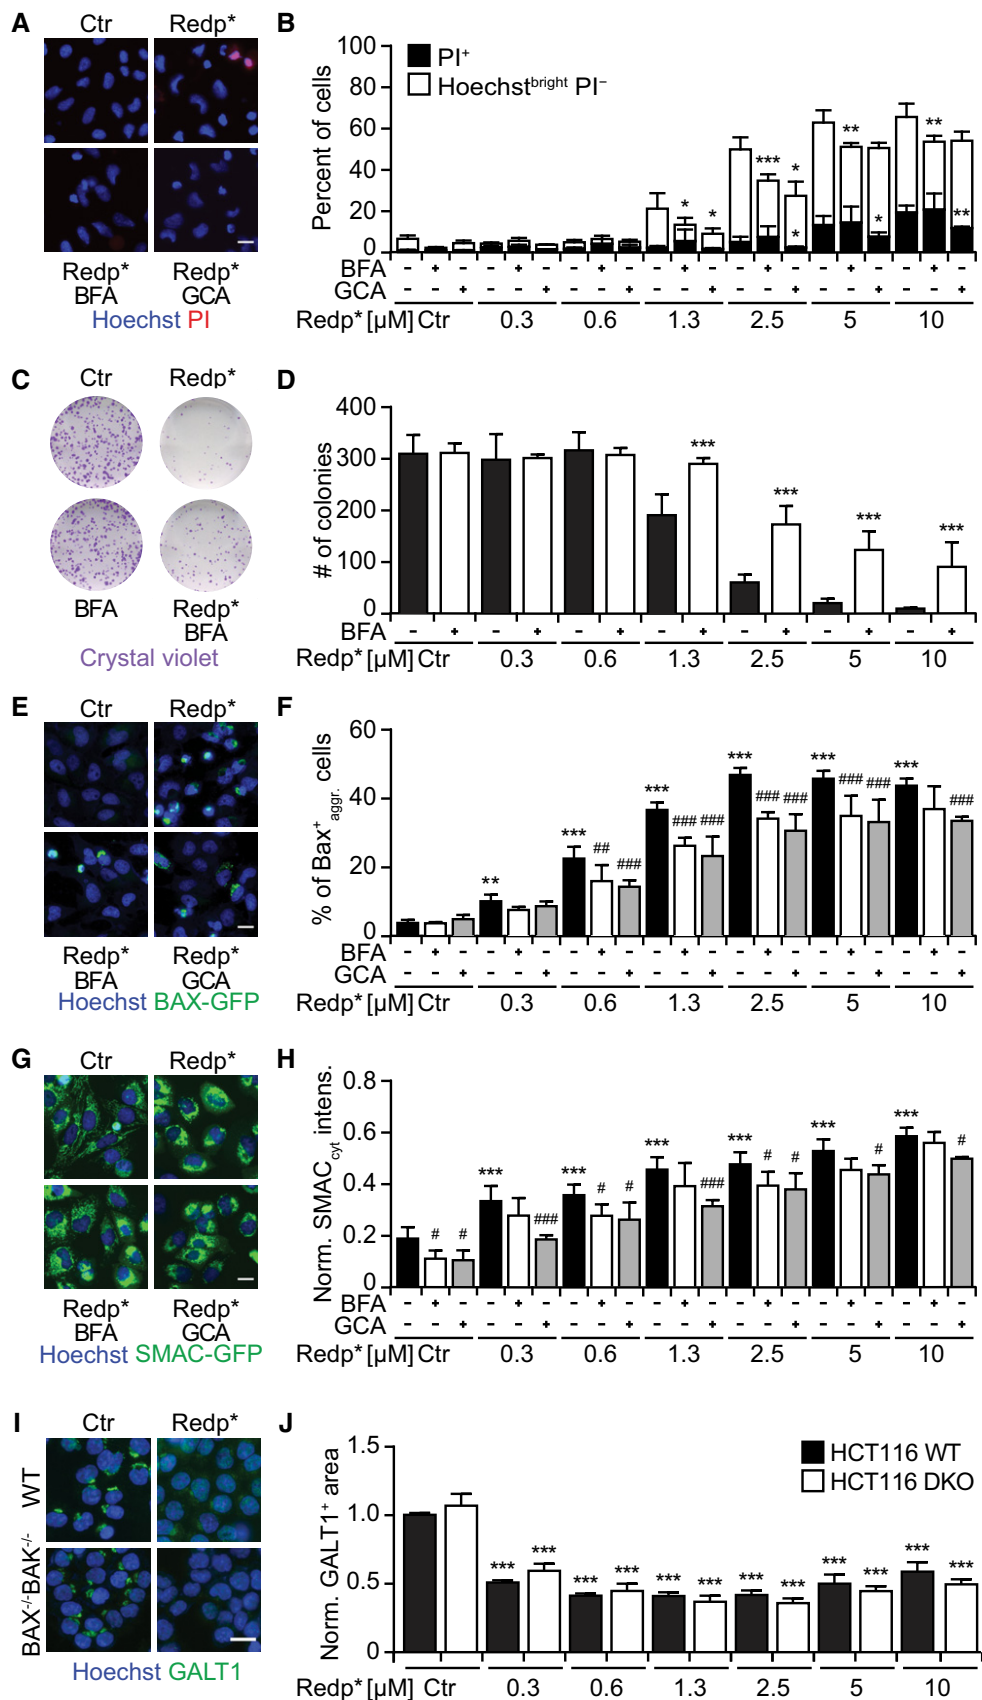 A
Ctr Redp*
Redp* Redp*
BFA GCA
Hoechst PI
B
Percent of cells
100
80
60
40
20
0
PI+
Hoechstbright PI−
* * *** * * ** * ** **
BFA - + - - + - - + - - + - - + - - + - - + -
GCA - - + - - + - - + - - + - - + - - + - - +
Redp* [µM] Ctr 0.3 0.6 1.3 2.5 5 10
C
Ctr Redp*
BFA Redp*
BFA
Crystal violet
D
# of colonies
400
300
200
100
0
*** *** *** ***
BFA - + - + - + - + - + - + - +
Redp* [µM] Ctr 0.3 0.6 1.3 2.5 5 10
E
Ctr Redp*
Redp* Redp*
BFA GCA
Hoechst BAX-GFP
F
% of Bax+aggr. cells
60
40
20
0
** *** ## ### *** ### ### *** ### ### *** ### ### *** ###
BFA - + - - + - - + - - + - - + - - + - - + -
GCA - - + - - + - - + - - + - - + - - + - - +
Redp* [µM] Ctr 0.3 0.6 1.3 2.5 5 10
G
Ctr Redp*
Redp* Redp*
BFA GCA
Hoechst SMAC-GFP
H
Norm. SMACcyt intens.
0.8
0.6
0.4
0.2
0
# # *** ### *** # # *** ### *** # # *** # *** #
BFA - + - - + - - + - - + - - + - - + - - + -
GCA - - + - - + - - + - - + - - + - - + - - +
Redp* [µM] Ctr 0.3 0.6 1.3 2.5 5 10
I
Ctr Redp*
WT
BAX-/-BAK-/-
Hoechst GALT1
J
Norm. GALT1+ area
1.5
1.0
0.5
0
HCT116 WT
HCT116 DKO
*** *** *** *** *** *** *** *** *** *** *** ***
Redp* [µM] Ctr 0.3 0.6 1.3 2.5 5 10